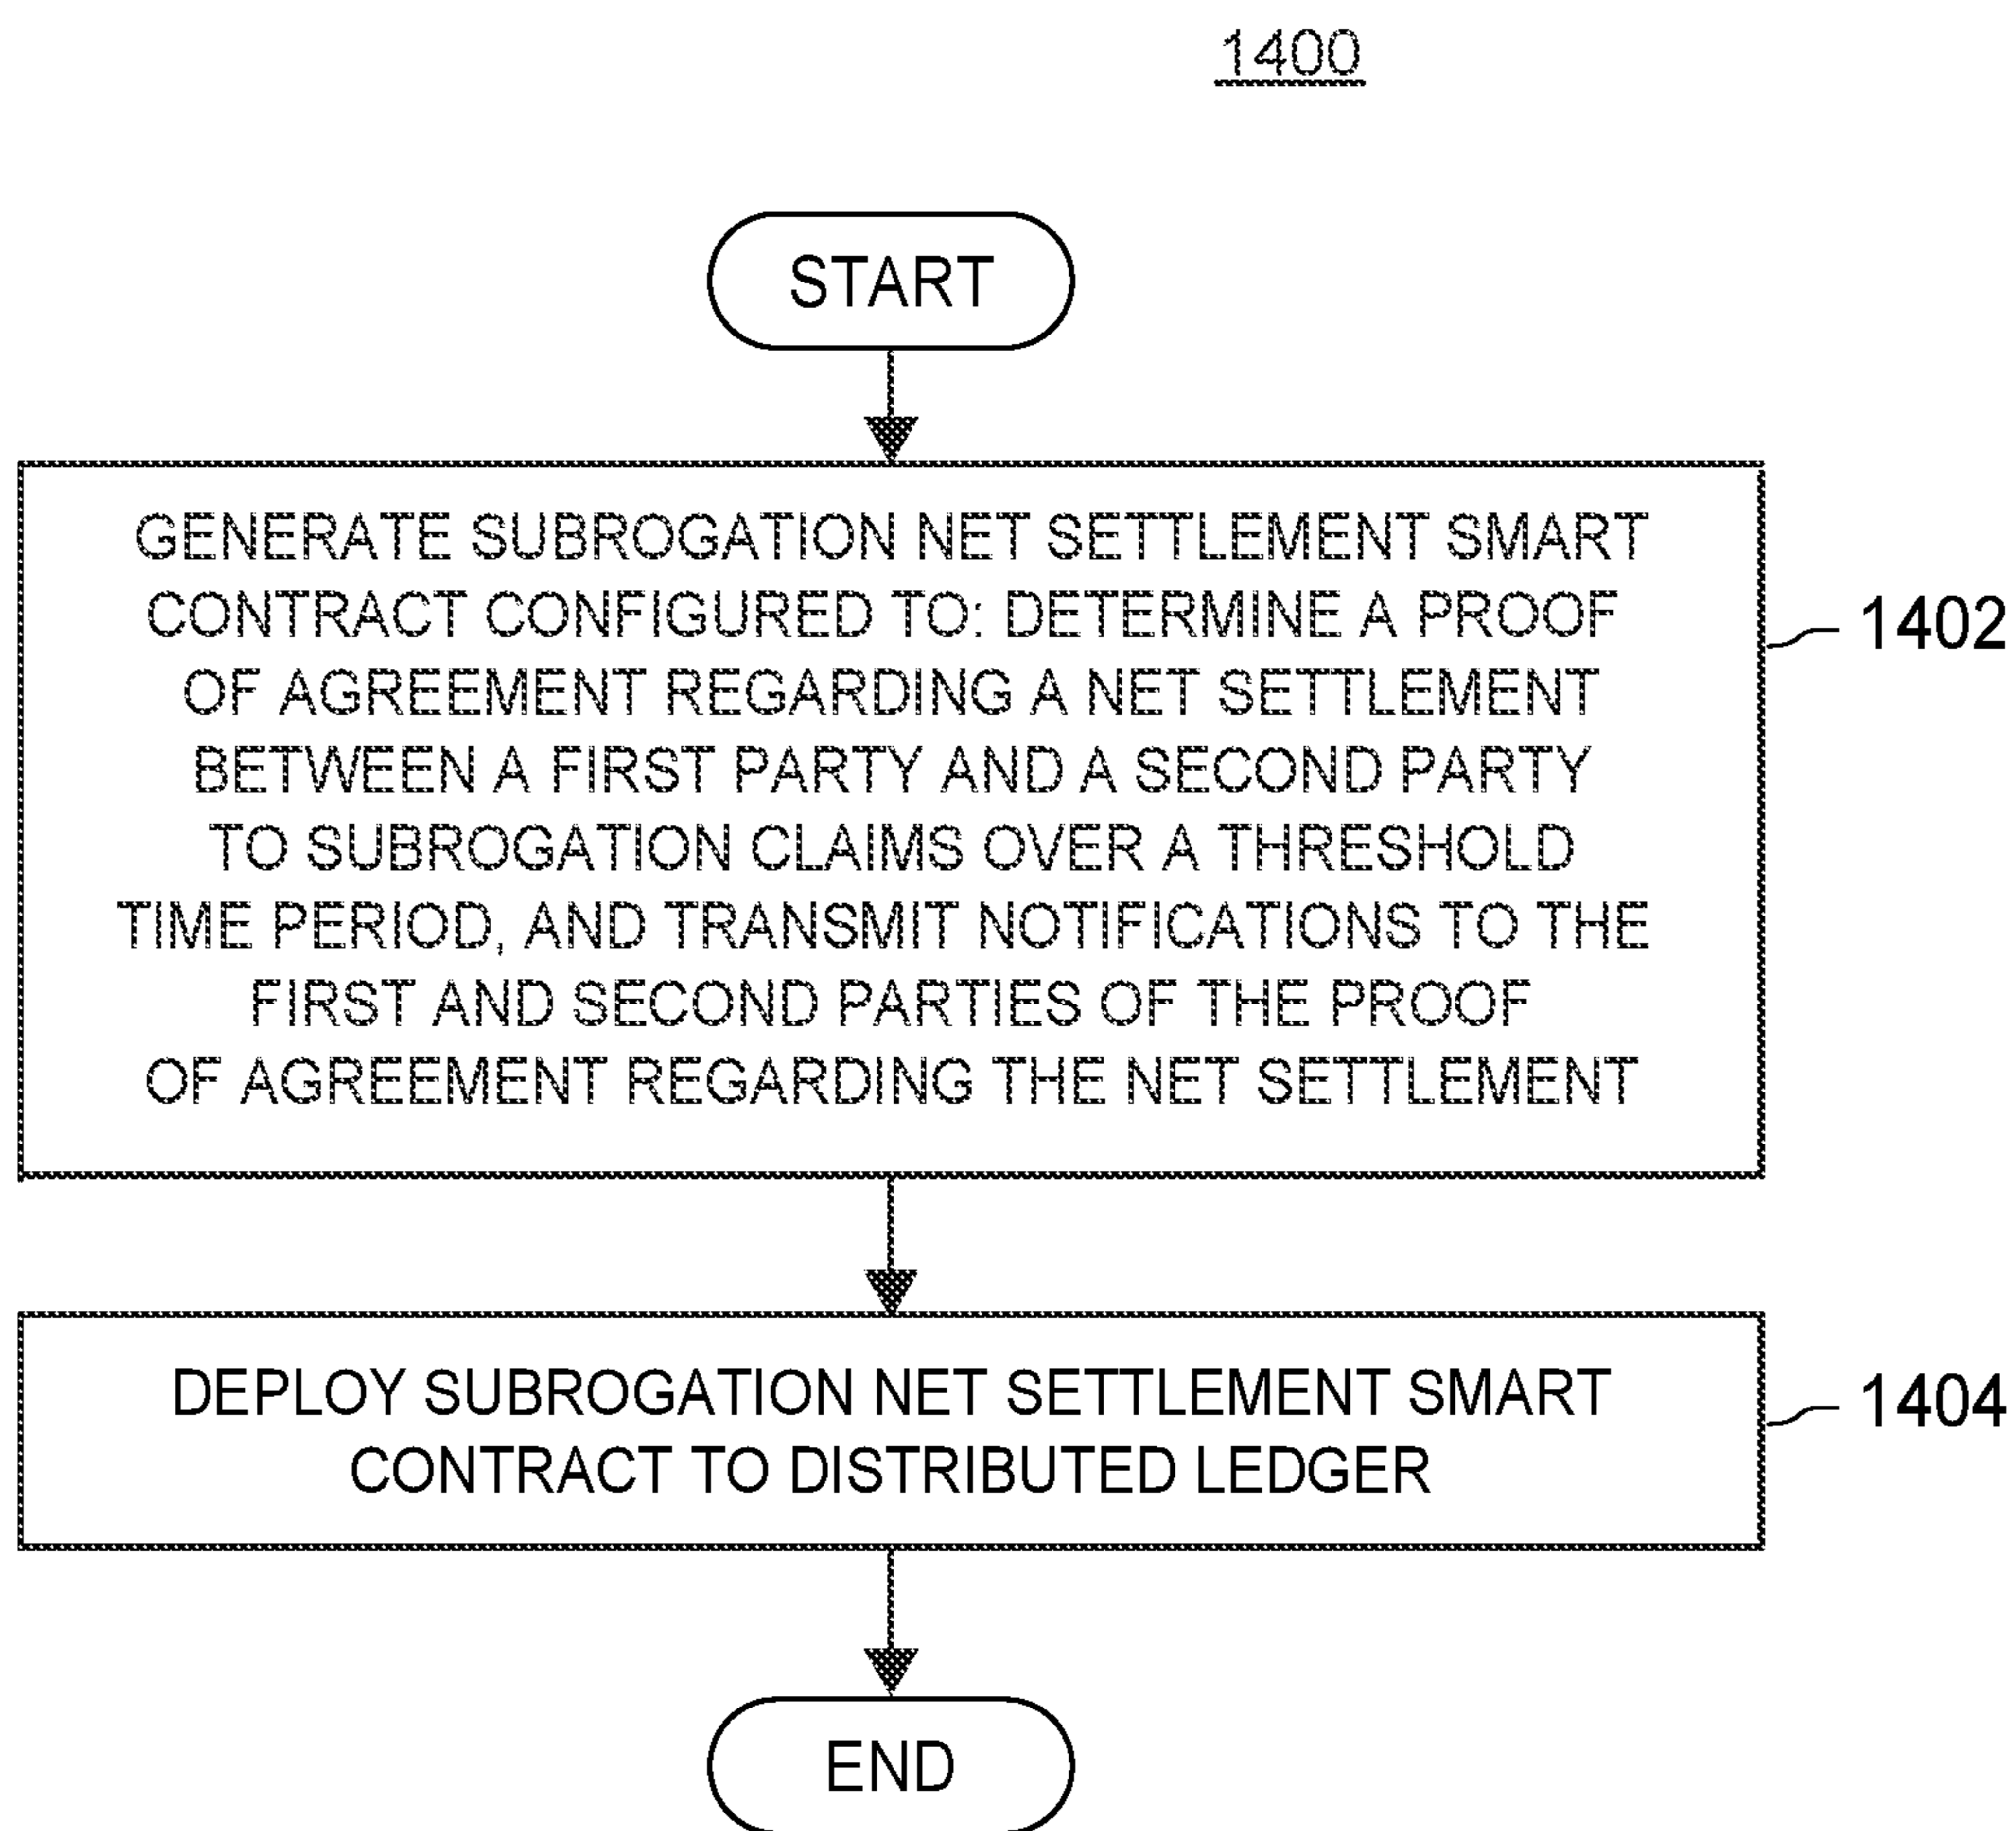 1400
START
GENERATE SUBROGATION NET SETTLEMENT SMART
CONTRACT CONFIGURED TO: DETERMINE A PROOF
OF AGREEMENT REGARDING A NET SETTLEMENT
BETWEEN A FIRST PARTY AND A SECOND PARTY
TO SUBROGATION CLAIMS OVER A THRESHOLD
TIME PERIOD, AND TRANSMIT NOTIFICATIONS TO THE
FIRST AND SECOND PARTIES OF THE PROOF
OF AGREEMENT REGARDING THE NET SETTLEMENT
1402
DEPLOY SUBROGATION NET SETTLEMENT SMART
CONTRACT TO DISTRIBUTED LEDGER
1404
END